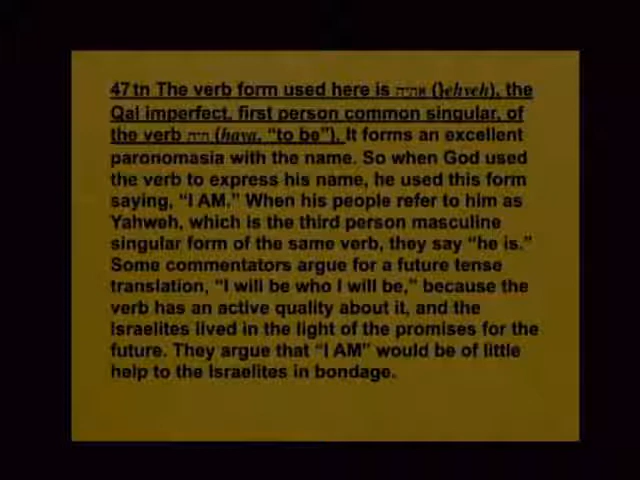 47 tn The verb form used here is אהיה (}ehyeh), the
Qal imperfect, first person common singular, of
the verb היה (haya, “to be”). It forms an excellent
paronomasia with the name. So when God used
the verb to express his name, he used this form
saying, “I AM.” When his people refer to him as
Yahweh, which is the third person masculine
singular form of the same verb, they say “he is.”
Some commentators argue for a future tense
translation, “I will be who I will be,” because the
verb has an active quality about it, and the
Israelites lived in the light of the promises for the
future. They argue that “I AM” would be of little
help to the Israelites in bondage.